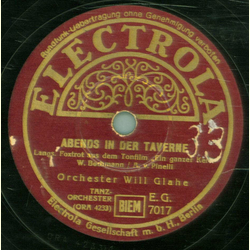 Rundfunk-Uebertragung ohne Genehmigung verboten
ELECTROLA
ABENDS IN DER TAVERNE
Langs. Foxtrot aus dem Tonfilm „Ein ganzer Kerl"
W. Bochmann / A. v. Pinelli
Orchester Will Glahe
TANZ-
ORCHESTER
(ORA 4233)
BIEM
E. G.
7017
Electrola Gesellschaft m. b. H., Berlin